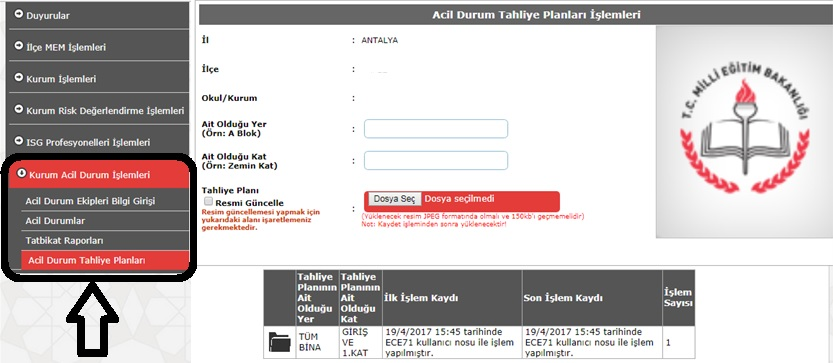 Duyurular
İlçe MEM İşlemleri
Kurum İşlemleri
Kurum Risk Değerlendirme İşlemleri
ISG Profesyonelleri İşlemleri
Kurum Acil Durum İşlemleri
Acil Durum Ekipleri Bilgi Girişi
Acil Durumlar
Tatbikat Raporları
Acil Durum Tahliye Planları
Acil Durum Tahliye Planları İşlemleri
İl : ANTALYA
İlçe :
Okul/Kurum :
Ait Olduğu Yer :
(Örn: A Blok)
Ait Olduğu Kat :
(Örn: Zemin Kat)
Tahliye Planı
Resmi Güncelle
Resim güncellemesi yapmak için
yukarıdaki alanı işaretlemeniz
gerekmektedir.
: Dosya Seç Dosya seçilmedi
(Yüklenecek resim JPEG formatında olmalı ve 150kb'ı geçmemelidir)
Not: Kaydet işleminden sonra yüklenecektir!
T.C. MİLLİ EĞİTİM BAKANLIĞI
Tahliye
Planının
Ait
Olduğu
Yer
Tahliye
Planının
Ait
Olduğu
Kat
İlk İşlem Kaydı
Son İşlem Kaydı
İşlem
Sayısı
TÜM
BİNA
GİRİŞ
VE
1.KAT
19/4/2017 15:45 tarihinde
ECE71 kullanıcı nosu ile işlem
yapılmıştır.
19/4/2017 15:45 tarihinde
ECE71 kullanıcı nosu ile işlem
yapılmıştır.
1